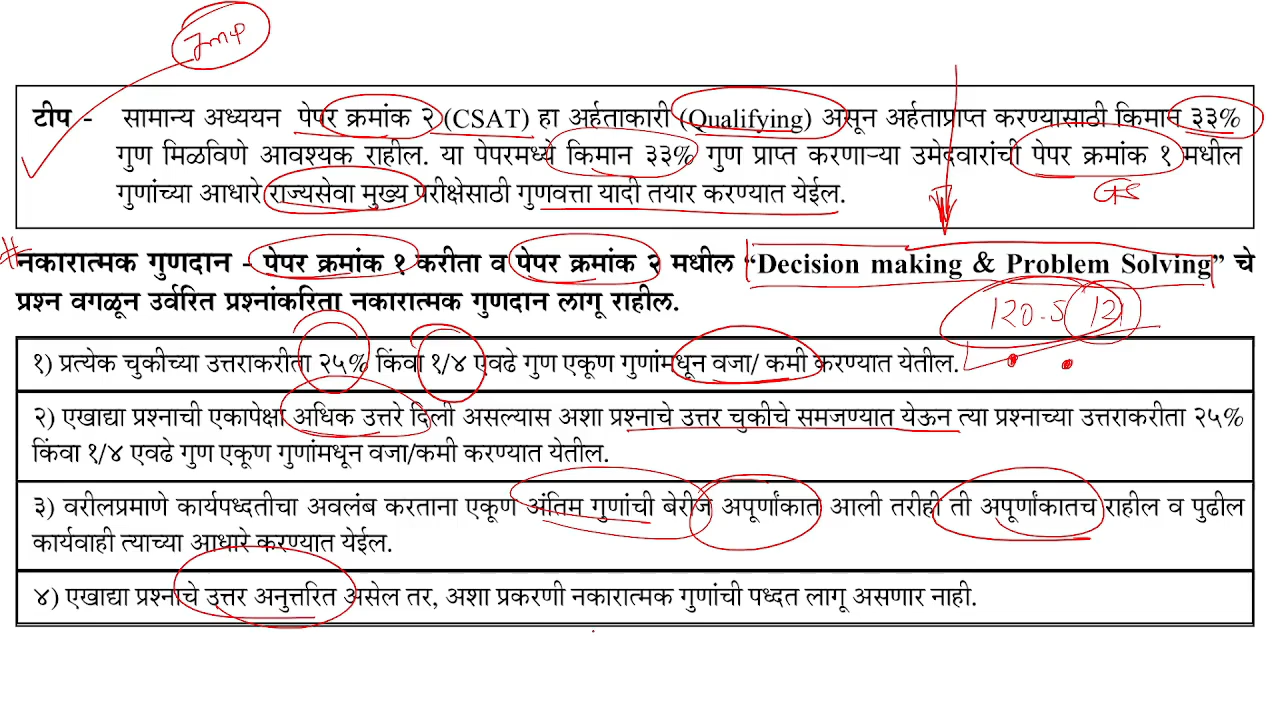 Imp
टीप - सामान्य अध्ययन पेपर क्रमांक २ (CSAT) हा अर्हताकारी (Qualifying) असून अर्हताप्राप्त करण्यासाठी किमान ३३%
गुण मिळविणे आवश्यक राहील. या पेपरमध्ये किमान ३३% गुण प्राप्त करणाऱ्या उमेदवारांची पेपर क्रमांक १ मधील
गुणांच्या आधारे राज्यसेवा मुख्य परीक्षेसाठी गुणवत्ता यादी तयार करण्यात येईल.
GS
नकारात्मक गुणदान - पेपर क्रमांक १ करीता व पेपर क्रमांक २ मधील “Decision making & Problem Solving” चे
प्रश्न वगळून उर्वरित प्रश्नांकरिता नकारात्मक गुणदान लागू राहील.
120.5 121
१) प्रत्येक चुकीच्या उत्तराकरीता २५% किंवा १/४ एवढे गुण एकूण गुणांमधून वजा/ कमी करण्यात येतील.
२) एखाद्या प्रश्नाची एकापेक्षा अधिक उत्तरे दिली असल्यास अशा प्रश्नाचे उत्तर चुकीचे समजण्यात येऊन त्या प्रश्नाच्या उत्तराकरीता २५%
किंवा १/४ एवढे गुण एकूण गुणांमधून वजा/कमी करण्यात येतील.
३) वरीलप्रमाणे कार्यपध्दतीचा अवलंब करताना एकूण अंतिम गुणांची बेरीज अपूर्णांकात आली तरीही ती अपूर्णांकातच राहील व पुढील
कार्यवाही त्याच्या आधारे करण्यात येईल.
४) एखाद्या प्रश्नाचे उत्तर अनुत्तरित असेल तर, अशा प्रकरणी नकारात्मक गुणांची पध्दत लागू असणार नाही.